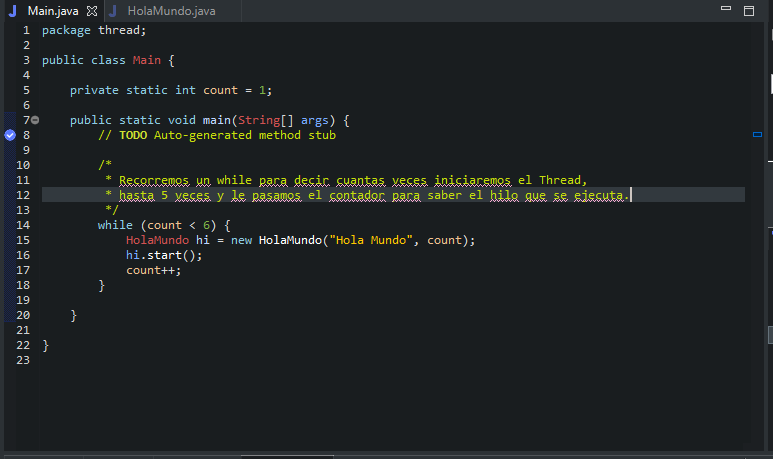 Main.java HolaMundo.java
1 package thread;
2
3 public class Main {
4
5 private static int count = 1;
6
7 public static void main(String[] args) {
8 // TODO Auto-generated method stub
9
10 /*
11 * Recorremos un while para decir cuantas veces iniciaremos el Thread,
12 * hasta 5 veces y le pasamos el contador para saber el hilo que se ejecuta.
13 */
14 while (count < 6) {
15 HolaMundo hi = new HolaMundo("Hola Mundo", count);
16 hi.start();
17 count++;
18 }
19
20 }
21
22 }
23